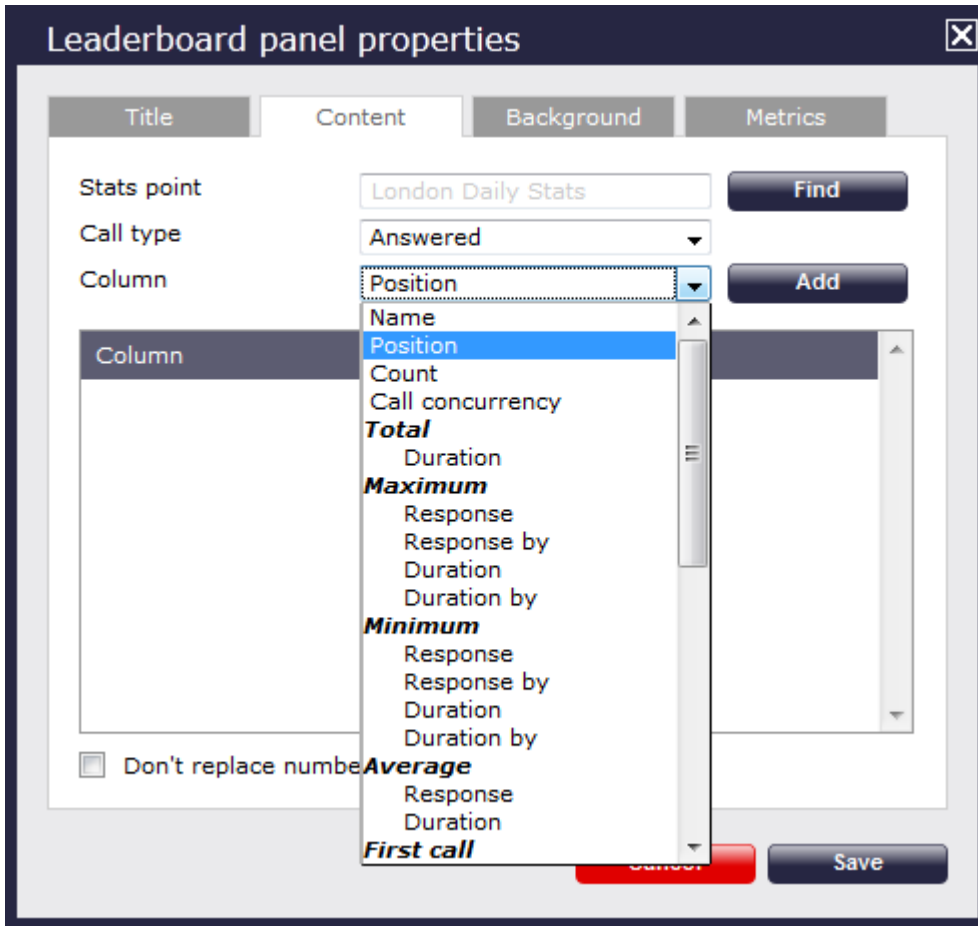 Leaderboard panel properties
Title Content Background Metrics
Stats point London Daily Stats Find
Call type Answered
Column Position Add
Name
Column Position
Count
Call concurrency
Total
Duration
Maximum
Response
Response by
Duration
Duration by
Minimum
Response
Response by
Duration
Duration by
Don't replace Average
Response
Duration
First call
Save